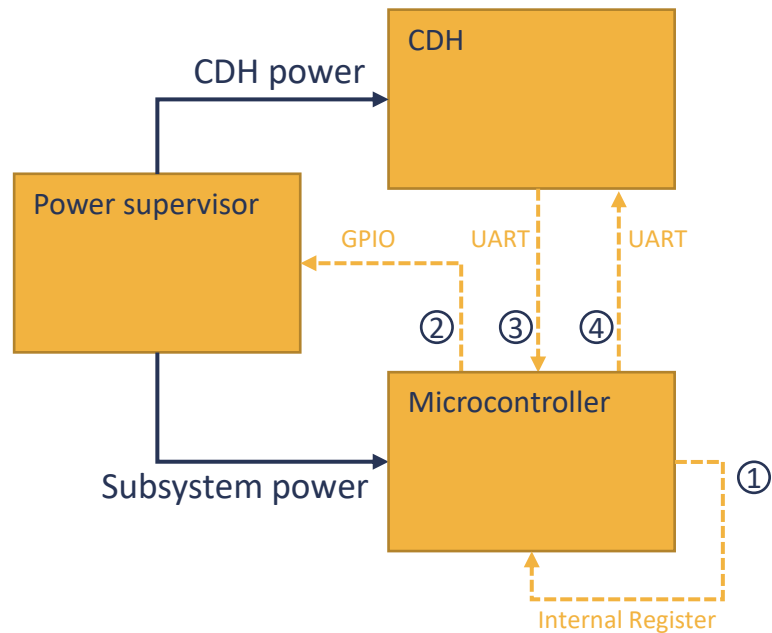 CDH
CDH power
Power supervisor
GPIO
UART
UART
2
3
4
Microcontroller
1
Subsystem power
Internal Register